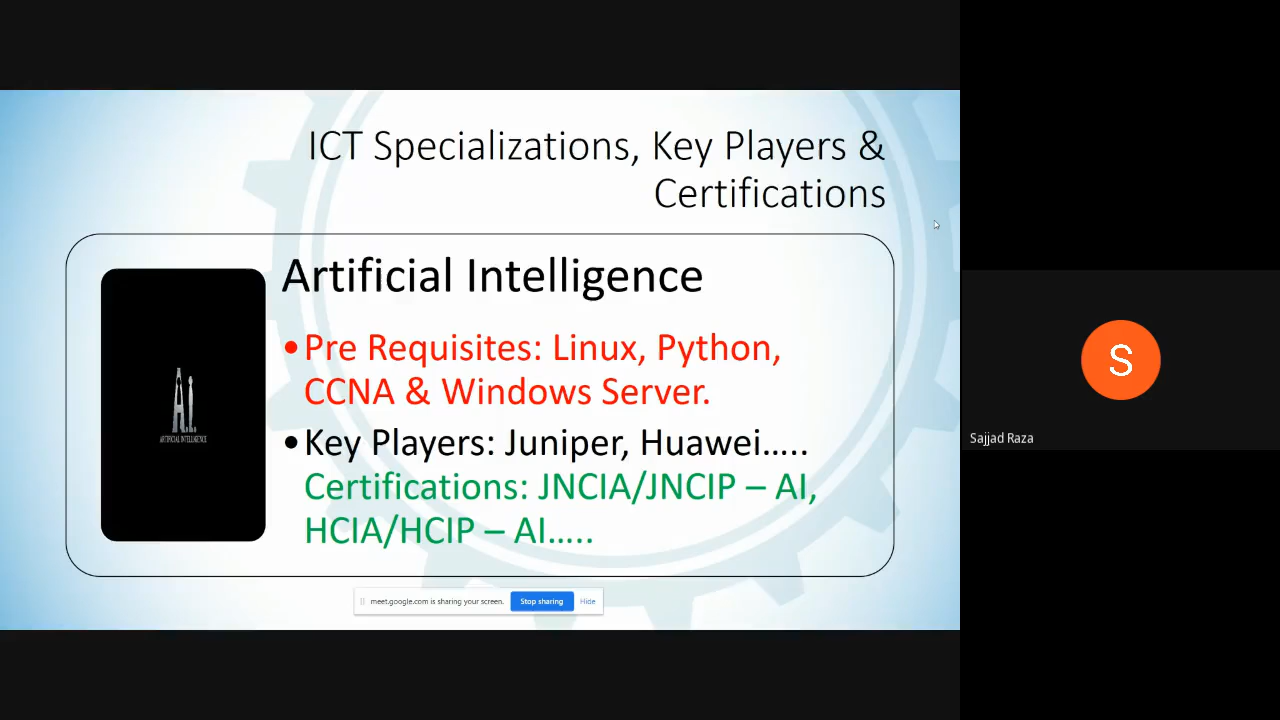 ICT Specializations, Key Players &
Certifications
Artificial Intelligence
•Pre Requisites: Linux, Python,
CCNA & Windows Server.
•Key Players: Juniper, Huawei…..
Certifications: JNCIA/JNCIP – AI,
HCIA/HCIP – AI…..
A.i.
ARTIFICIAL INTELLIGENCE
meet.google.com is sharing your screen. Stop sharing Hide
S
Sajjad Raza